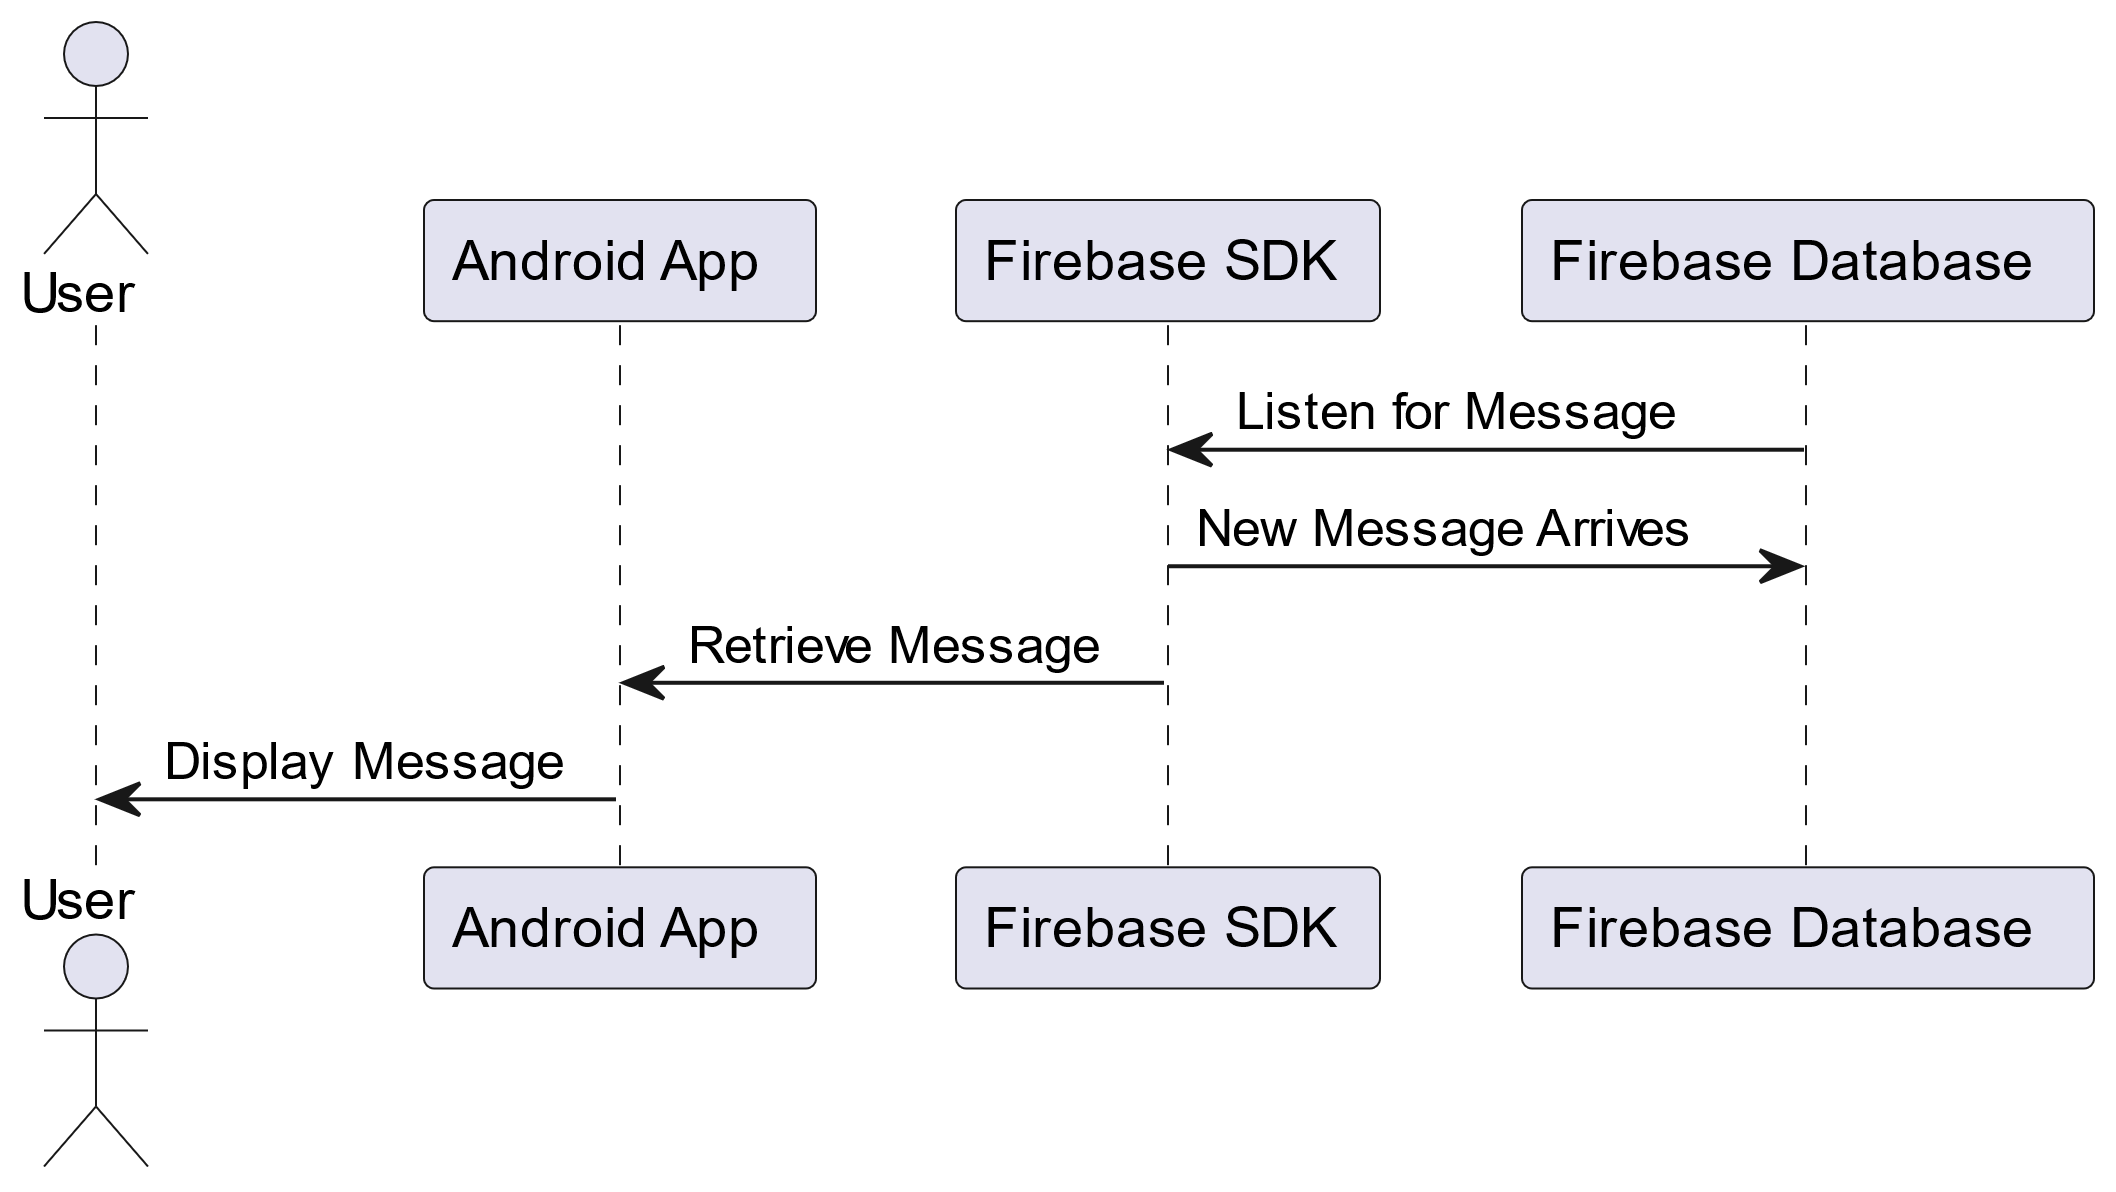 User
Android App
Firebase SDK
Firebase Database
Listen for Message
New Message Arrives
Retrieve Message
Display Message
User
Android App
Firebase SDK
Firebase Database